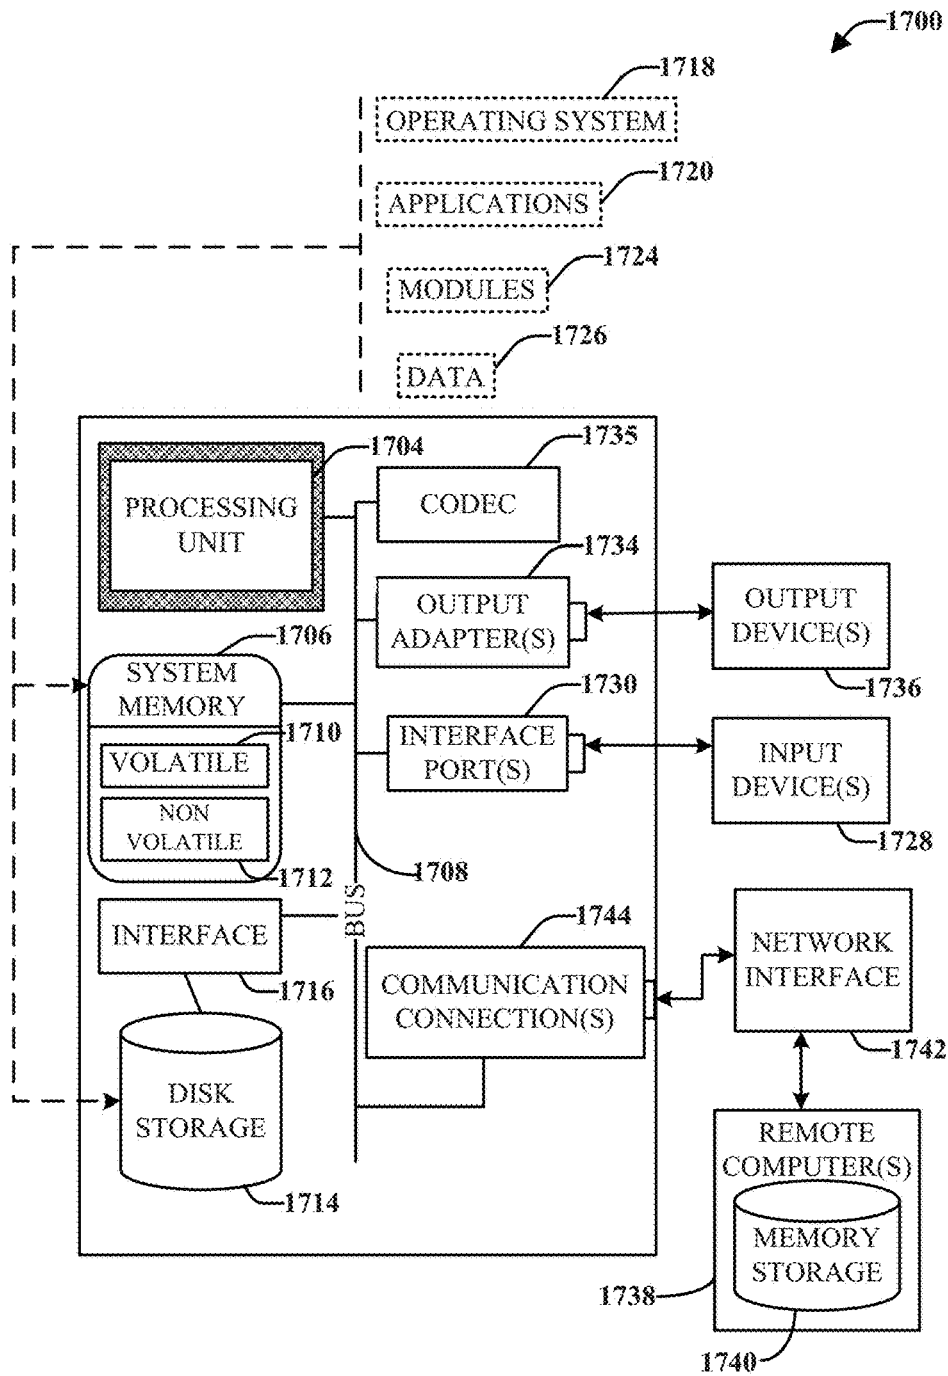 1700
1718
OPERATING SYSTEM
1720
APPLICATIONS
1724
MODULES
1726
DATA
1704
PROCESSING
UNIT
1735
CODEC
1734
OUTPUT
ADAPTER(S)
OUTPUT
DEVICE(S)
1736
1706
SYSTEM
MEMORY
1710
VOLATILE
NON
VOLATILE
1712
1730
INTERFACE
PORT(S)
INPUT
DEVICE(S)
1728
1708
BUS
INTERFACE
1716
1744
COMMUNICATION
CONNECTION(S)
NETWORK
INTERFACE
1742
DISK
STORAGE
1714
REMOTE
COMPUTER(S)
MEMORY
STORAGE
1738
1740